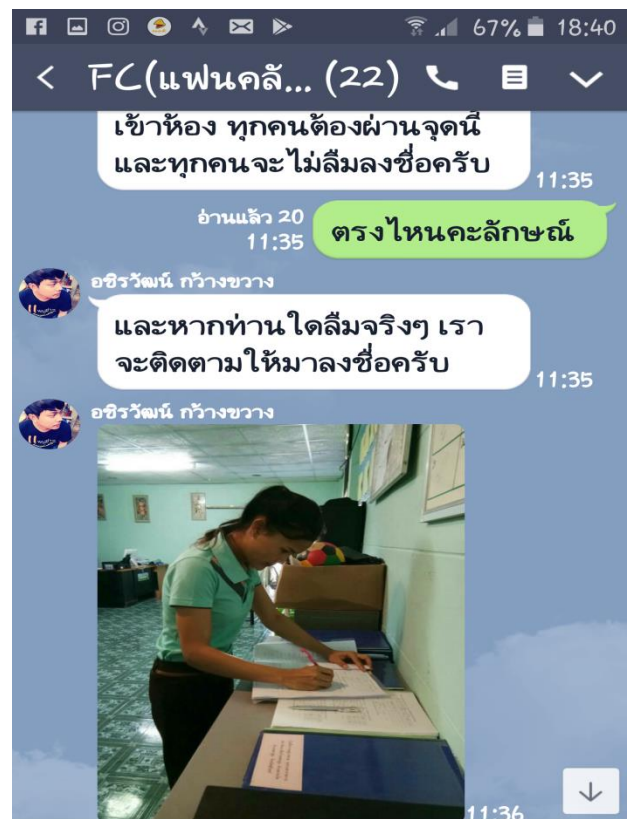 67% 18:40
FC(แฟนคลั... (22)
เข้าห้อง ทุกคนต้องผ่านจุดนี้
และทุกคนจะไม่ลืมลงชื่อครับ
11:35
อ่านแล้ว 20
11:35
ตรงไหนคะลักษณ์
อชิรวัฒน์ กว้างขวาง
และหากท่านใดลืมจริงๆ เรา
จะติดตามให้มาลงชื่อครับ
11:35
อชิรวัฒน์ กว้างขวาง
11:36